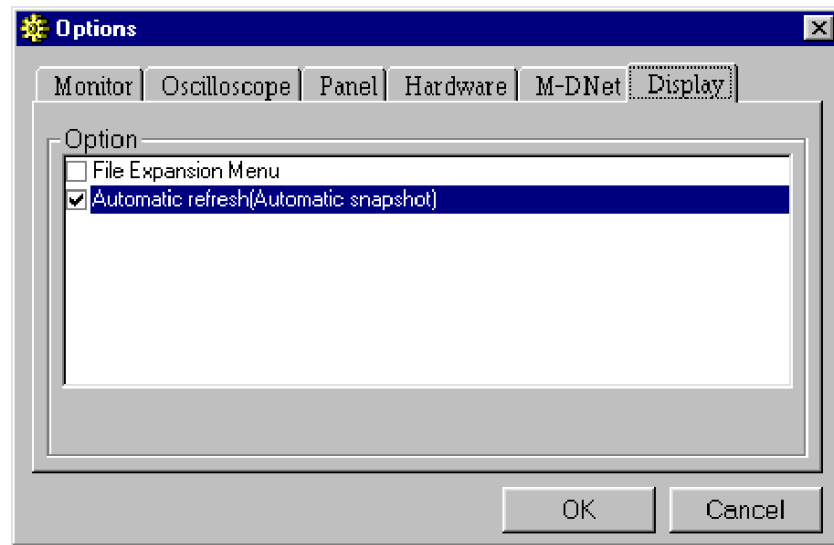 Options
Monitor Oscilloscope Panel Hardware M-DNet Display
Option
File Expansion Menu
Automatic refresh(Automatic snapshot)
OK Cancel